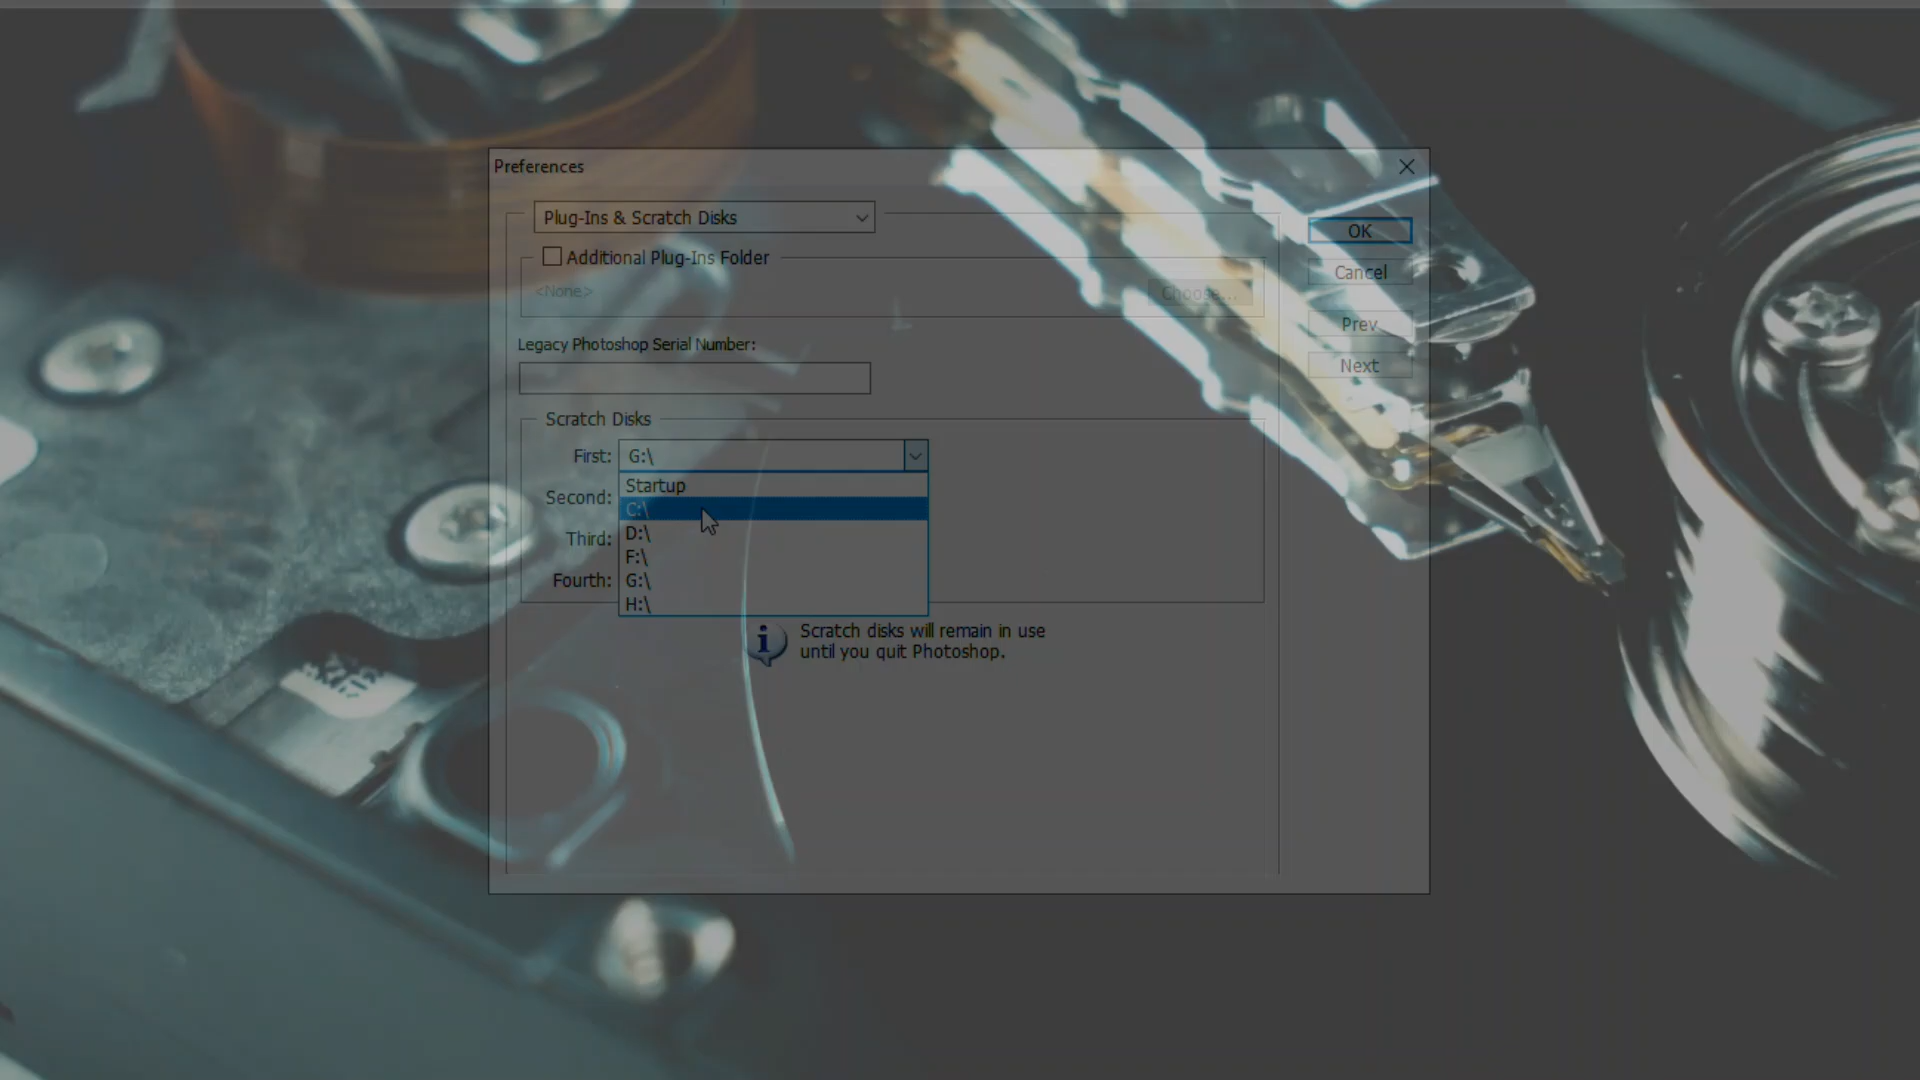 Preferences
Plug-Ins & Scratch Disks
OK
Additional Plug-Ins Folder
Cancel
<None>
Choose...
Prev
Legacy Photoshop Serial Number:
Next
Scratch Disks
First: G:\
Startup
Second:
C:\
D:\
Third:
F:\
Fourth:
G:\
H:\
Scratch disks will remain in use
until you quit Photoshop.